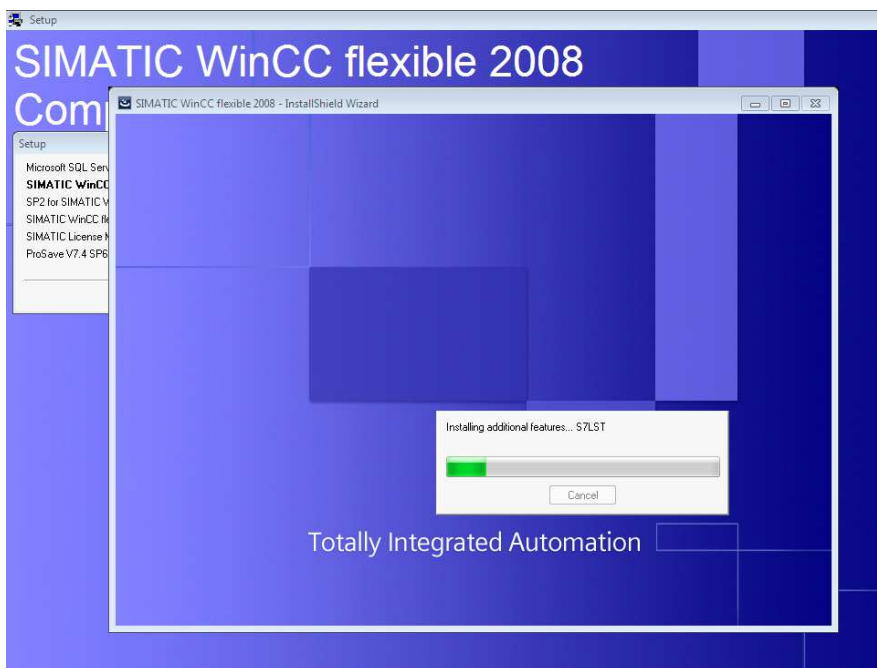 Setup
SIMATIC WinCC flexible 2008
Comp
SIMATIC WinCC flexible 2008 - InstallShield Wizard
Setup
Microsoft SQL Serv
SIMATIC WinCC
SP2 for SIMATIC W
SIMATIC WinCC fle
SIMATIC License M
ProSave V7.4 SP6
Installing additional features... S7LST
Cancel
Totally Integrated Automation